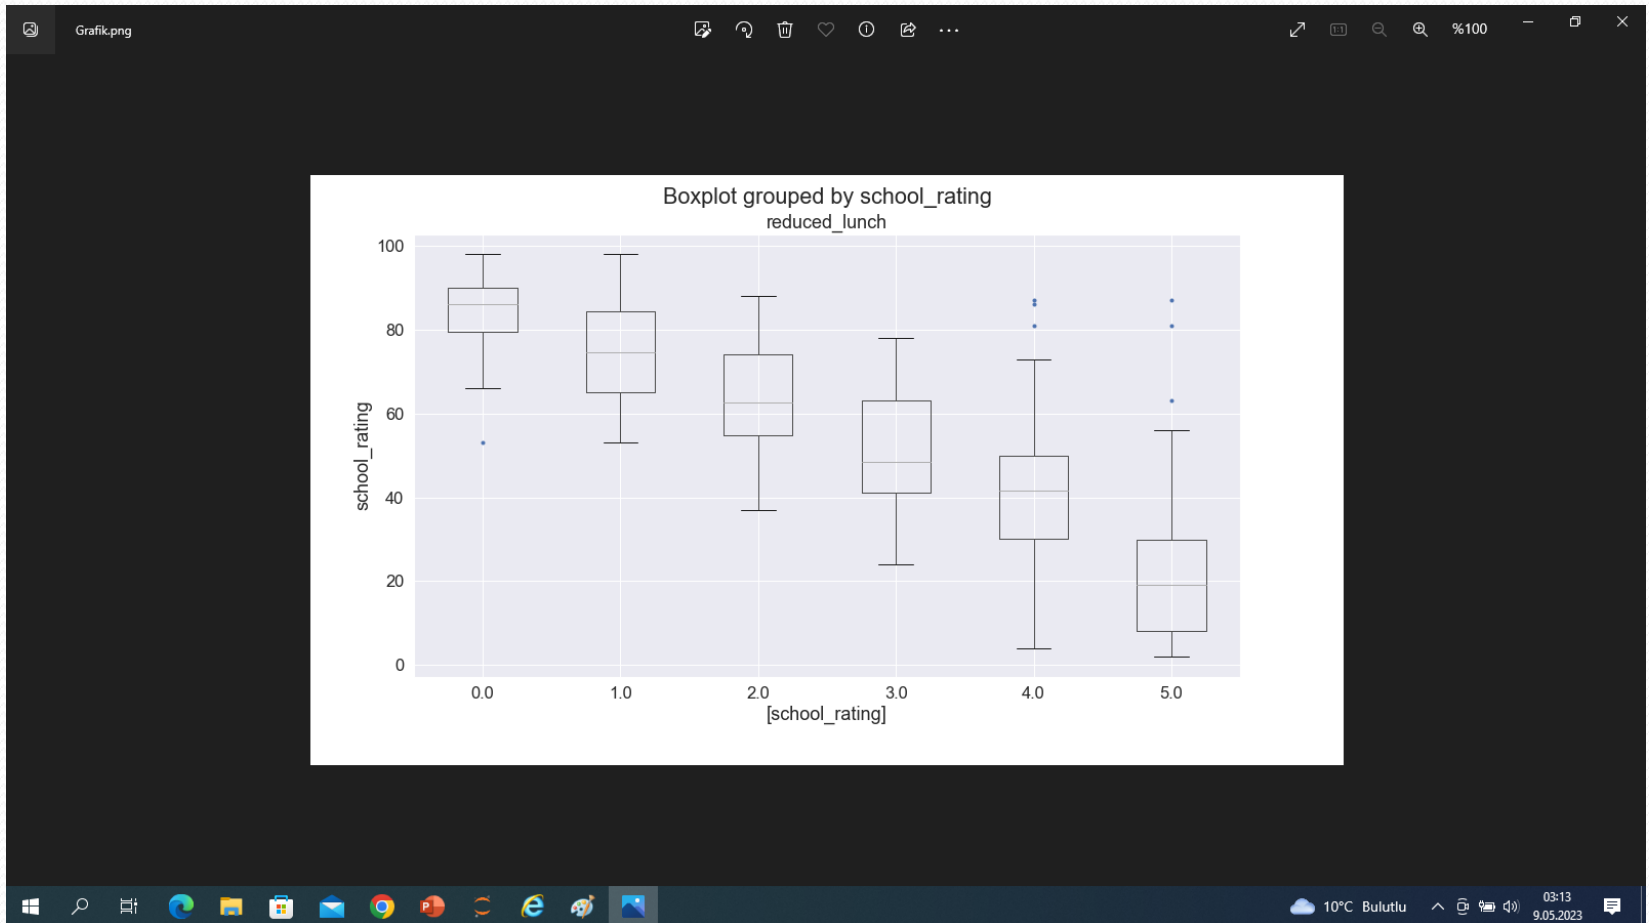 Grafik.png
%100
Boxplot grouped by school_rating
reduced_lunch
100
80
60
40
20
0
school_rating
0.0 1.0 2.0 3.0 4.0 5.0
[school_rating]
10°C Bulutlu
03:13
9.05.2023